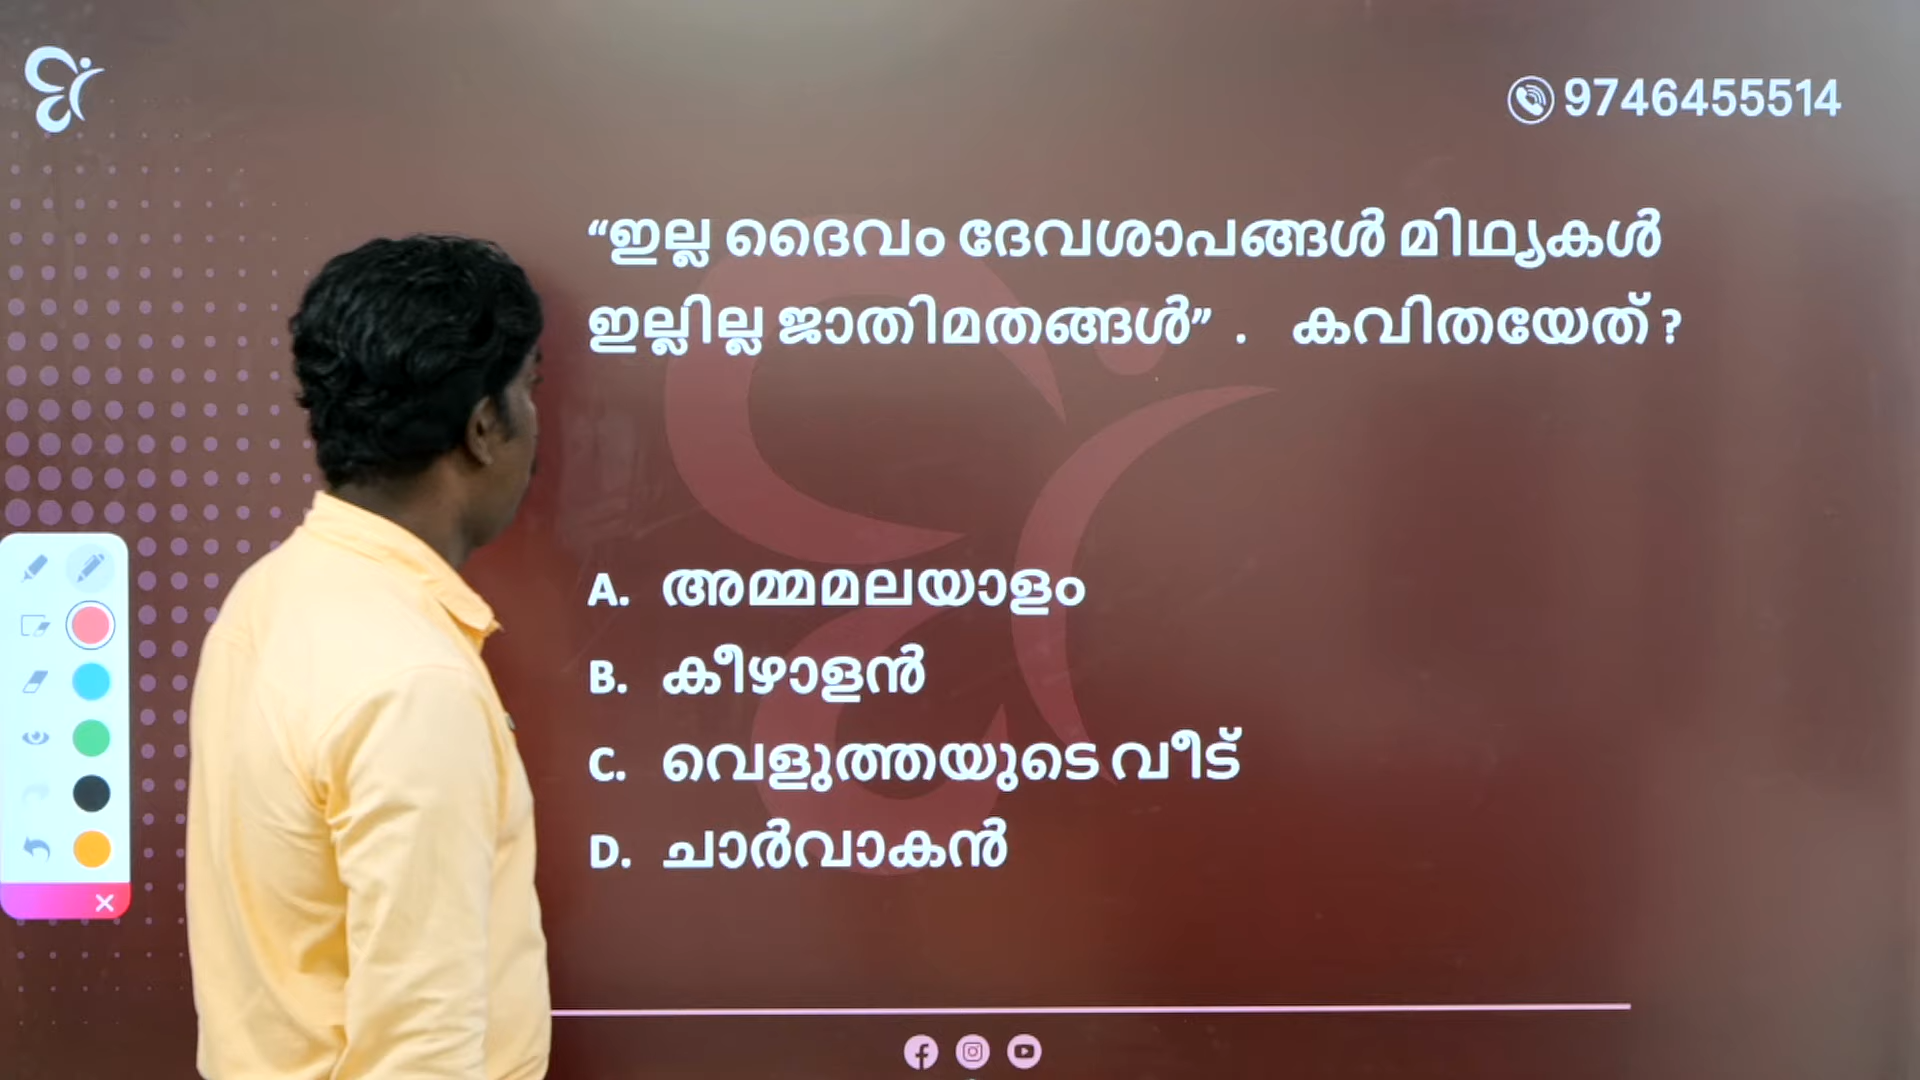 9746455514
“ഇല്ല ദൈവം ദേവശാപങ്ങൾ മിഥ്യകൾ
ഇല്ലില്ല ജാതിമതങ്ങൾ” . കവിതയേത് ?
A. അമ്മമലയാളം
B. കീഴാളൻ
C. വെളുത്തയുടെ വീട്
D. ചാർവാകൻ